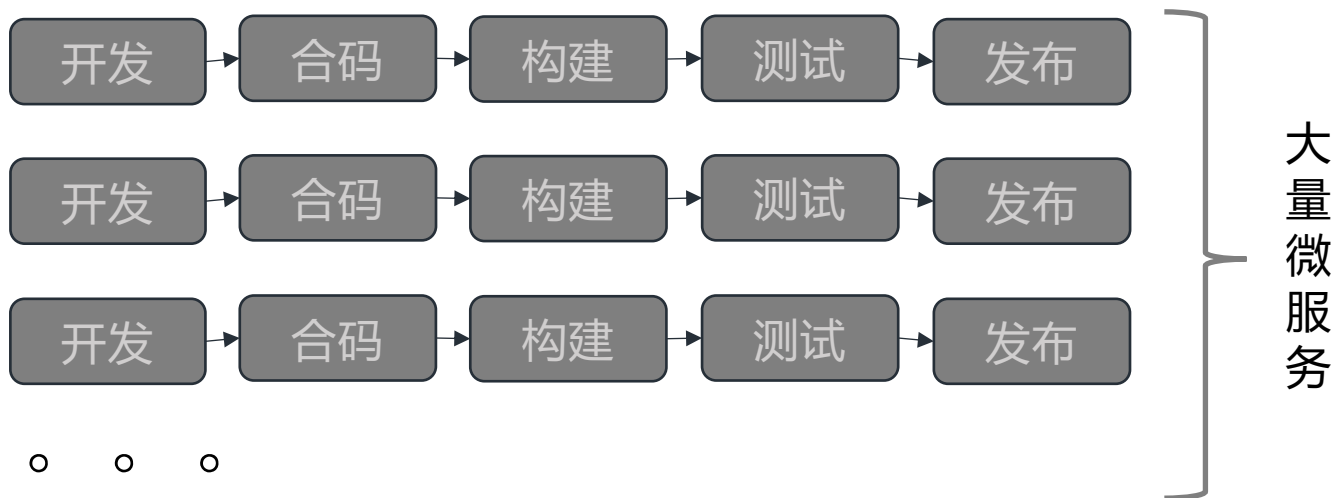 开发 合码 构建 测试 发布
开发 合码 构建 测试 发布
开发 合码 构建 测试 发布
。 。 。
大量微服务